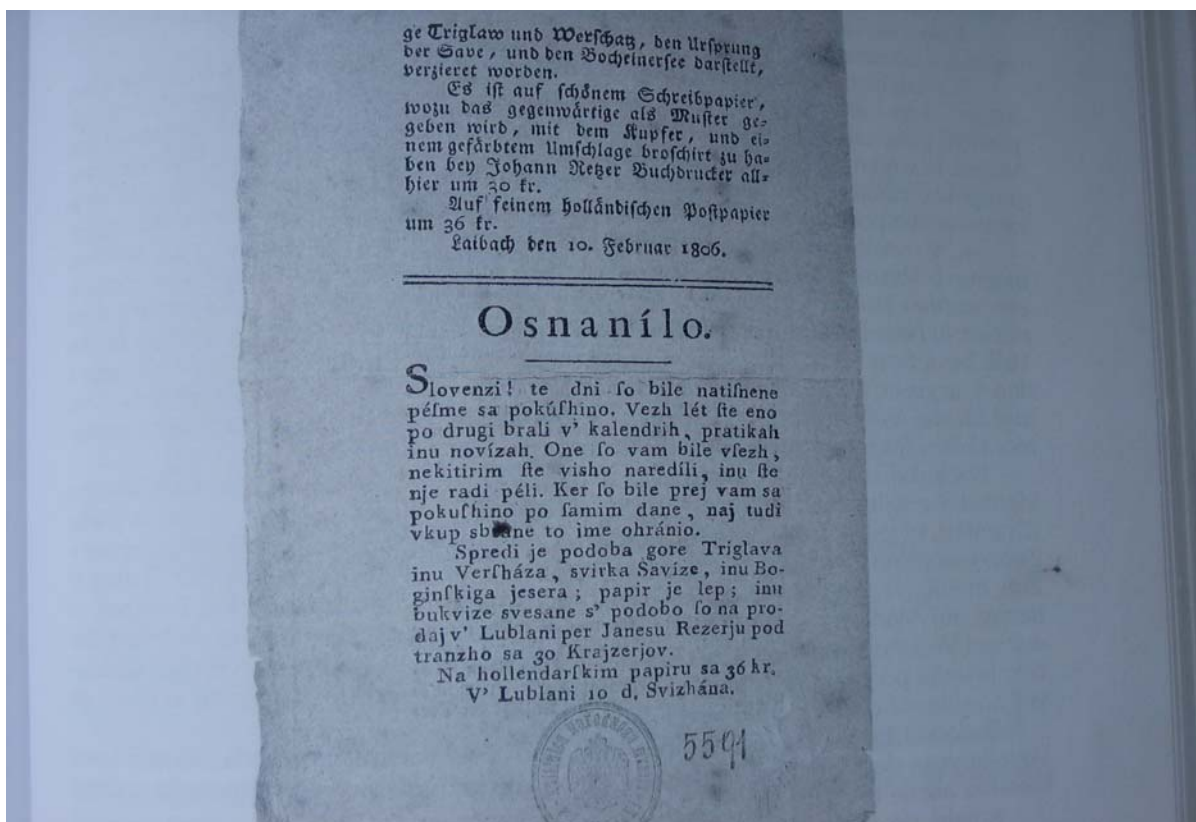 ge Triglaw und Werschatz, den Ursprung
der Save, und den Bocheinersee darstellt,
verzieret worden.
Es ist auf schönem Schreibpapier,
wozu das gegenwärtige als Muster ge=
geben wird, mit dem Kupfer, und ei=
nem gefärbtem Umschlage broschirt zu ha=
ben bey Johann Retzer Buchdrucker all=
hier um 30 kr.
Auf feinem holländischen Postpapier
um 36 kr.
Laibach den 10. Februar 1806.
Osnanílo.
Slovenzi! te dni ſo bile natiſnene
péſme sa pokúſhino. Vezh lét ſte eno
po drugi brali v' kalendrih, pratikah
inu novízah. One ſo vam bile vſezh,
nekitirim ſte visho naredíli, inu ſte
nje radi péli. Ker ſo bile prej vam sa
pokuſhino po ſamim dane, naj tudi
vkup to ime ohránio.
Spredi je podoba gore Triglava
inu Verſháza, svirka Savize, inu Bo-
ginſkiga jesera; papir je lep; inu
bukvize svesane s' podobo ſo na pro-
daj v' Lublani per Janesu Rezerju pod
tranzho sa 30 Krajzerjov.
Na hollendarſkim papiru sa 36 kr.
V' Lublani 10 d. Svizhána.
5591